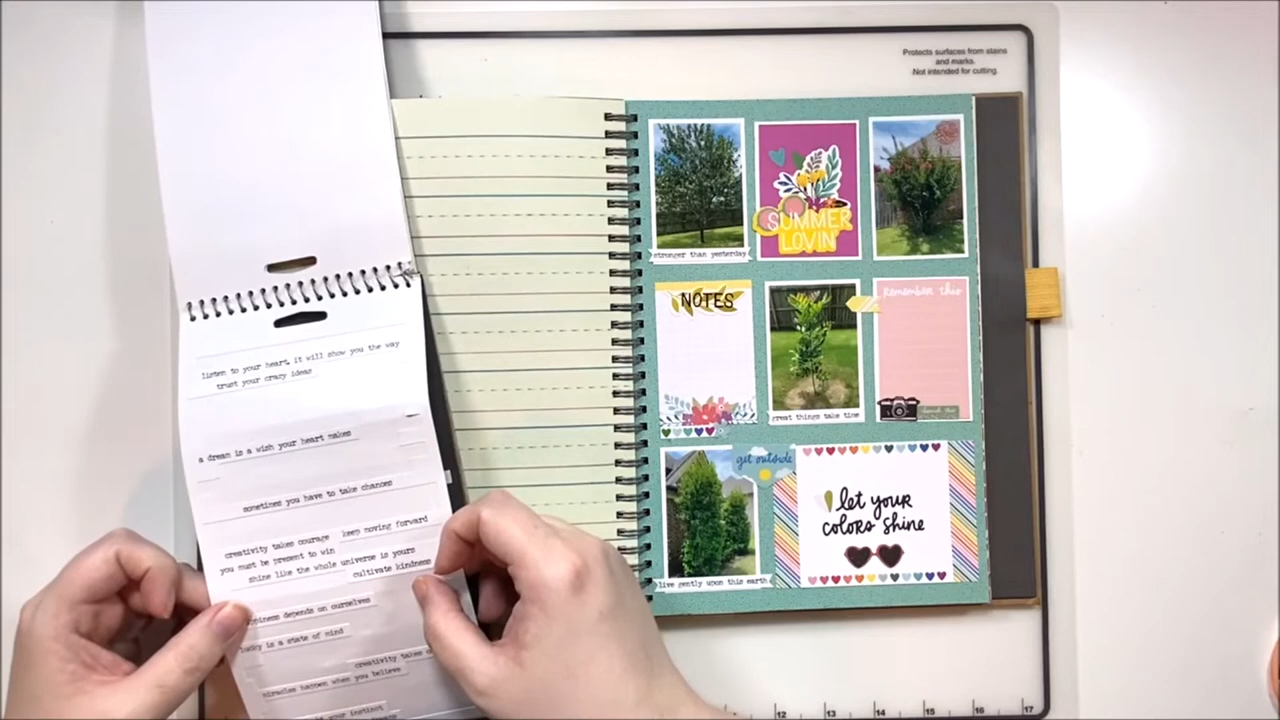 Protects surfaces from stains
and marks.
Not intended for cutting.
listen to your heart. it will show you the way
trust your crazy ideas
a dream is a wish your heart makes
sometimes you have to take chances
creativity takes courage
keep moving forward
you must be present to win
shine like the whole universe is yours
cultivate kindness
depends on ourselves
lucky is a state of mind
creativity takes
miracles happen when you believe
your instinct
SUMMER
LOVIN'
stronger than yesterday
NOTES
great things take time
Remember this
get outside
live gently upon this earth
let your
colors shine
12 13 14 15 16 17